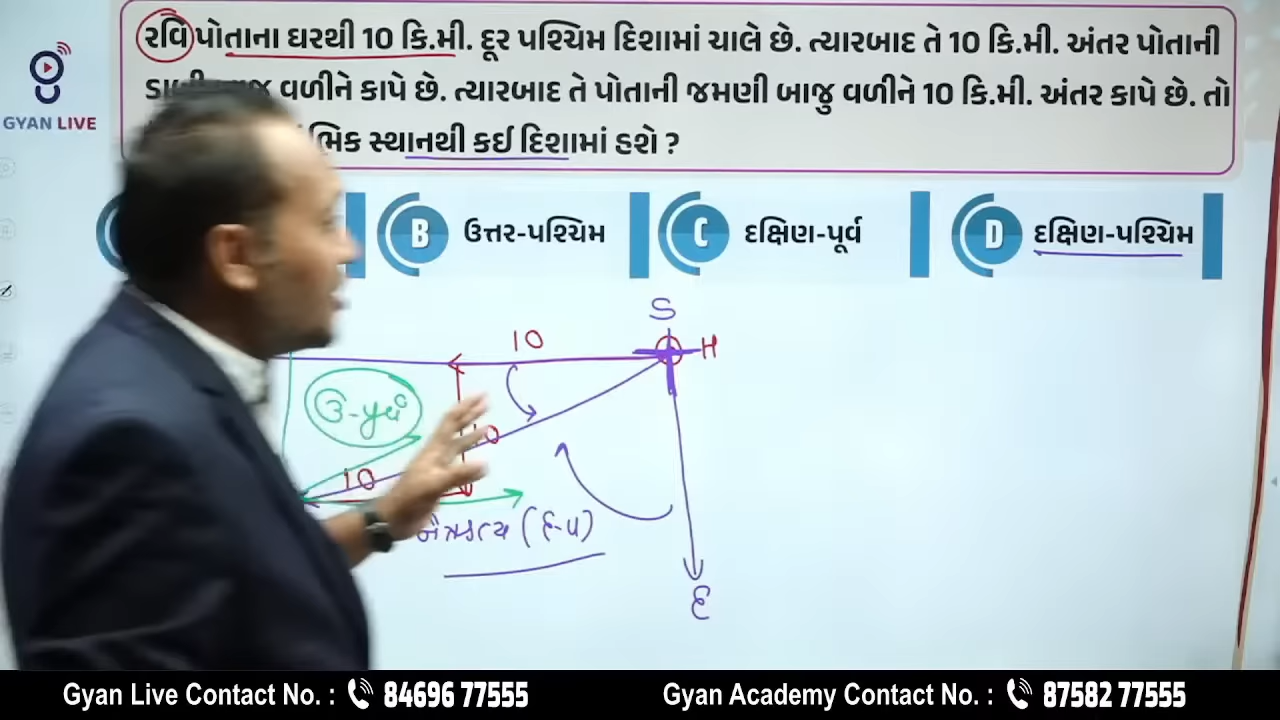 રવિ પોતાના ઘરથી 10 કિ.મી. દૂર પશ્ચિમ દિશામાં ચાલે છે. ત્યારબાદ તે 10 કિ.મી. અંતર પોતાની
વળીને કાપે છે. ત્યારબાદ તે પોતાની જમણી બાજુ વળીને 10 કિ.મી. અંતર કાપે છે. તો
સ્થાનથી કઈ દિશામાં હશે ?
GYAN LIVE
B ઉત્તર-પશ્ચિમ
C દક્ષિણ-પૂર્વ
D દક્ષિણ-પશ્ચિમ
S
10
H
ઉ-પૂર્વ
10
10
નૈઋત્ય (દ-પ)
દ
Gyan Live Contact No. : 84696 77555
Gyan Academy Contact No. : 87582 77555